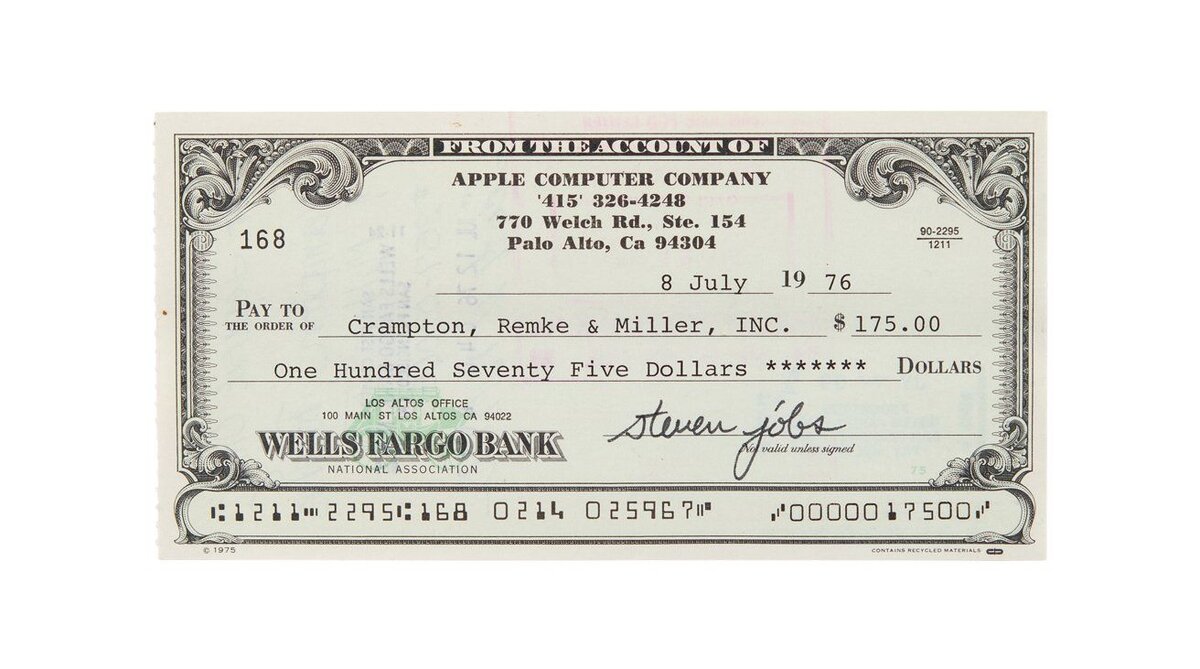 FROM THE ACCOUNT OF
APPLE COMPUTER COMPANY
'415' 326-4248
770 Welch Rd., Ste. 154
Palo Alto, Ca 94304
168
90-2295
1211
8 July 19 76
PAY TO
THE ORDER OF Crampton, Remke & Miller, INC. $ 175.00
One Hundred Seventy Five Dollars ******* DOLLARS
LOS ALTOS OFFICE
100 MAIN ST LOS ALTOS CA 94022
WELLS FARGO BANK
NATIONAL ASSOCIATION
steven jobs
Not valid unless signed
75
⑆1211⑉2295⑆168 0214 025967⑈ ⑇0000017500⑇
© 1975
CONTAINS RECYCLED MATERIALS